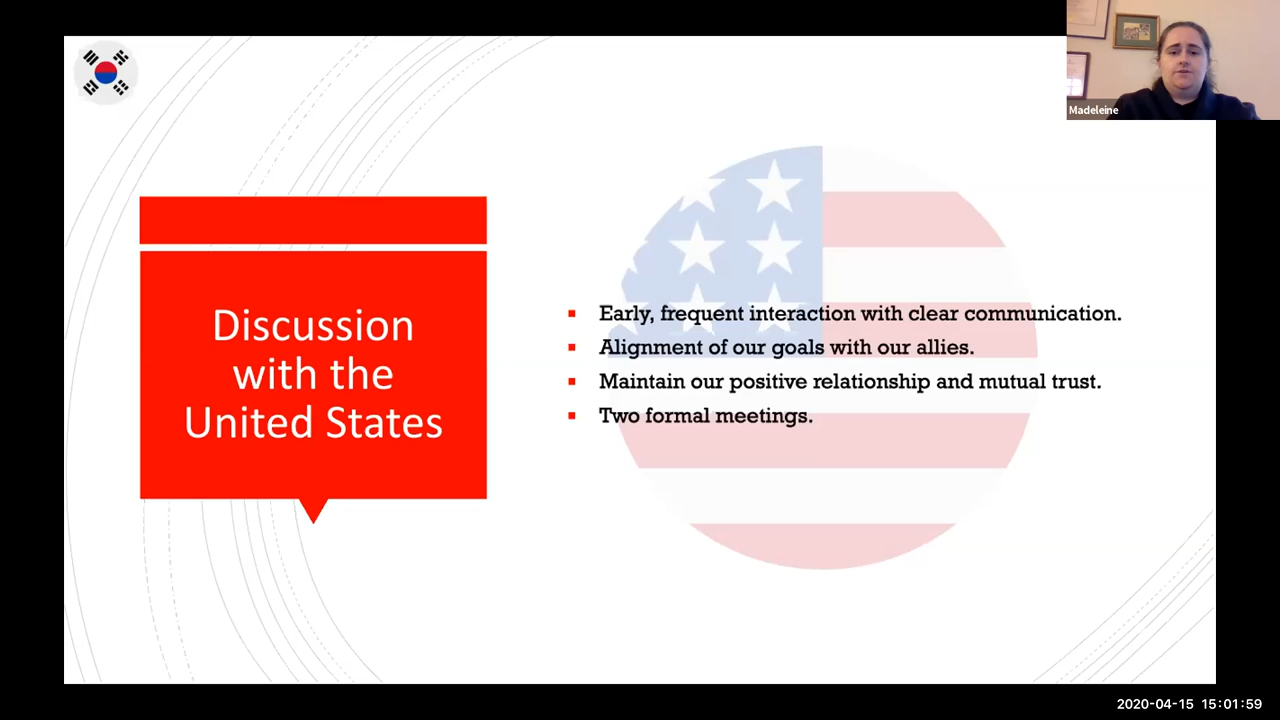 Madeleine
Discussion
with the
United States
Early, frequent interaction with clear communication.
Alignment of our goals with our allies.
Maintain our positive relationship and mutual trust.
Two formal meetings.
2020-04-15 15:01:59